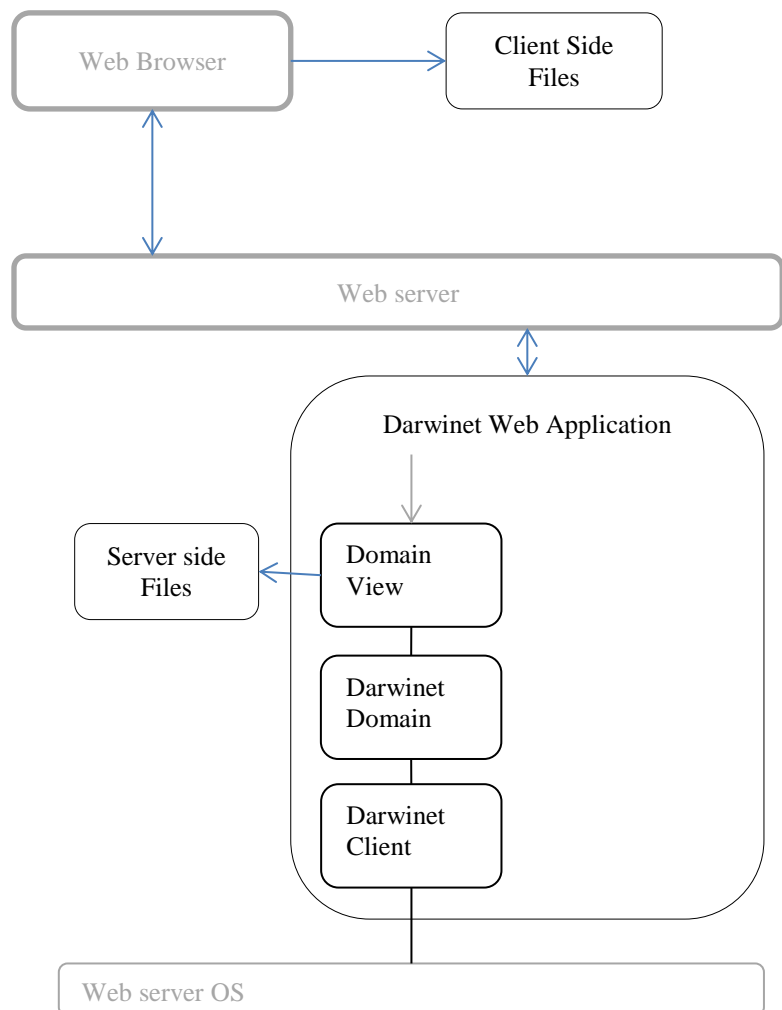 Web Browser
Client Side
Files
Web server
Darwinet Web Application
Server side
Files
Domain
View
Darwinet
Domain
Darwinet
Client
Web server OS